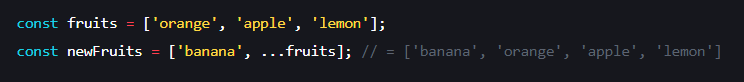 const fruits = ['orange', 'apple', 'lemon'];
const newFruits = ['banana', ...fruits]; // = ['banana', 'orange', 'apple', 'lemon']